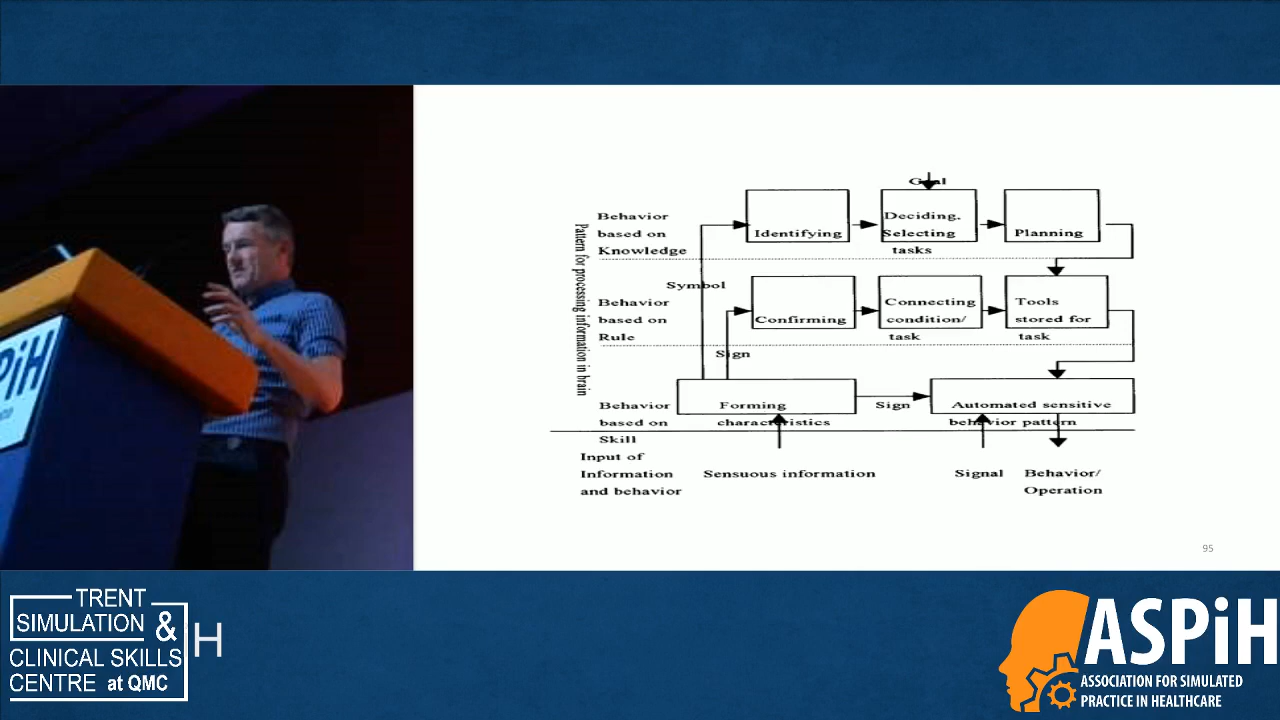 PiH
Goal
Behavior
based on
Knowledge
Identifying
Deciding.
Selecting
tasks
Planning
Pattern for processing information in brain
Symbol
Behavior
based on
Rule
Confirming
Connecting
condition/
task
Tools
stored for
task
Sign
Behavior
based on
Skill
Forming
characteristics
Sign
Automated sensitive
behavior pattern
Input of
Information
and behavior
Sensuous information
Signal
Behavior/
Operation
95
TRENT
SIMULATION &
CLINICAL SKILLS
CENTRE at QMC
H
ASPiH
ASSOCIATION FOR SIMULATED
PRACTICE IN HEALTHCARE